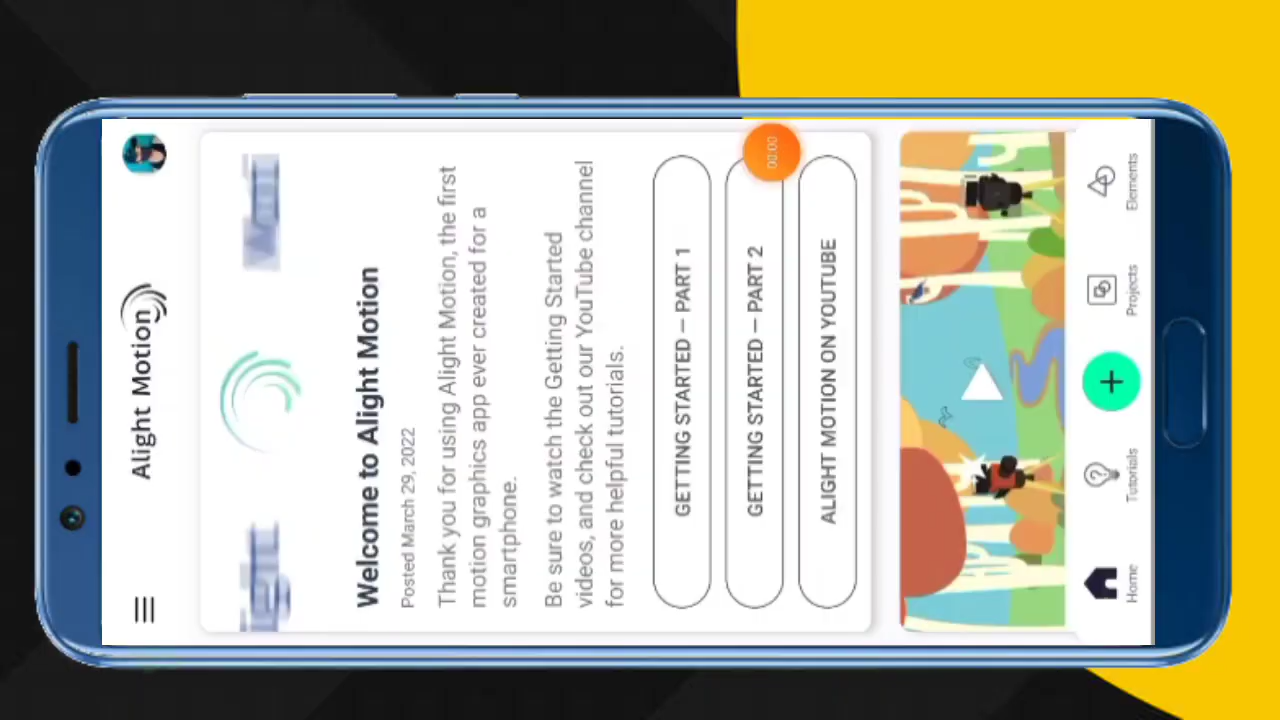 Alight Motion
Welcome to Alight Motion
Posted March 29, 2022
Thank you for using Alight Motion, the first
motion graphics app ever created for a
smartphone.
Be sure to watch the Getting Started
videos, and check out our YouTube channel
for more helpful tutorials.
GETTING STARTED – PART 1
GETTING STARTED – PART 2
00:00
ALIGHT MOTION ON YOUTUBE
Home
Tutorials
Projects
Elements